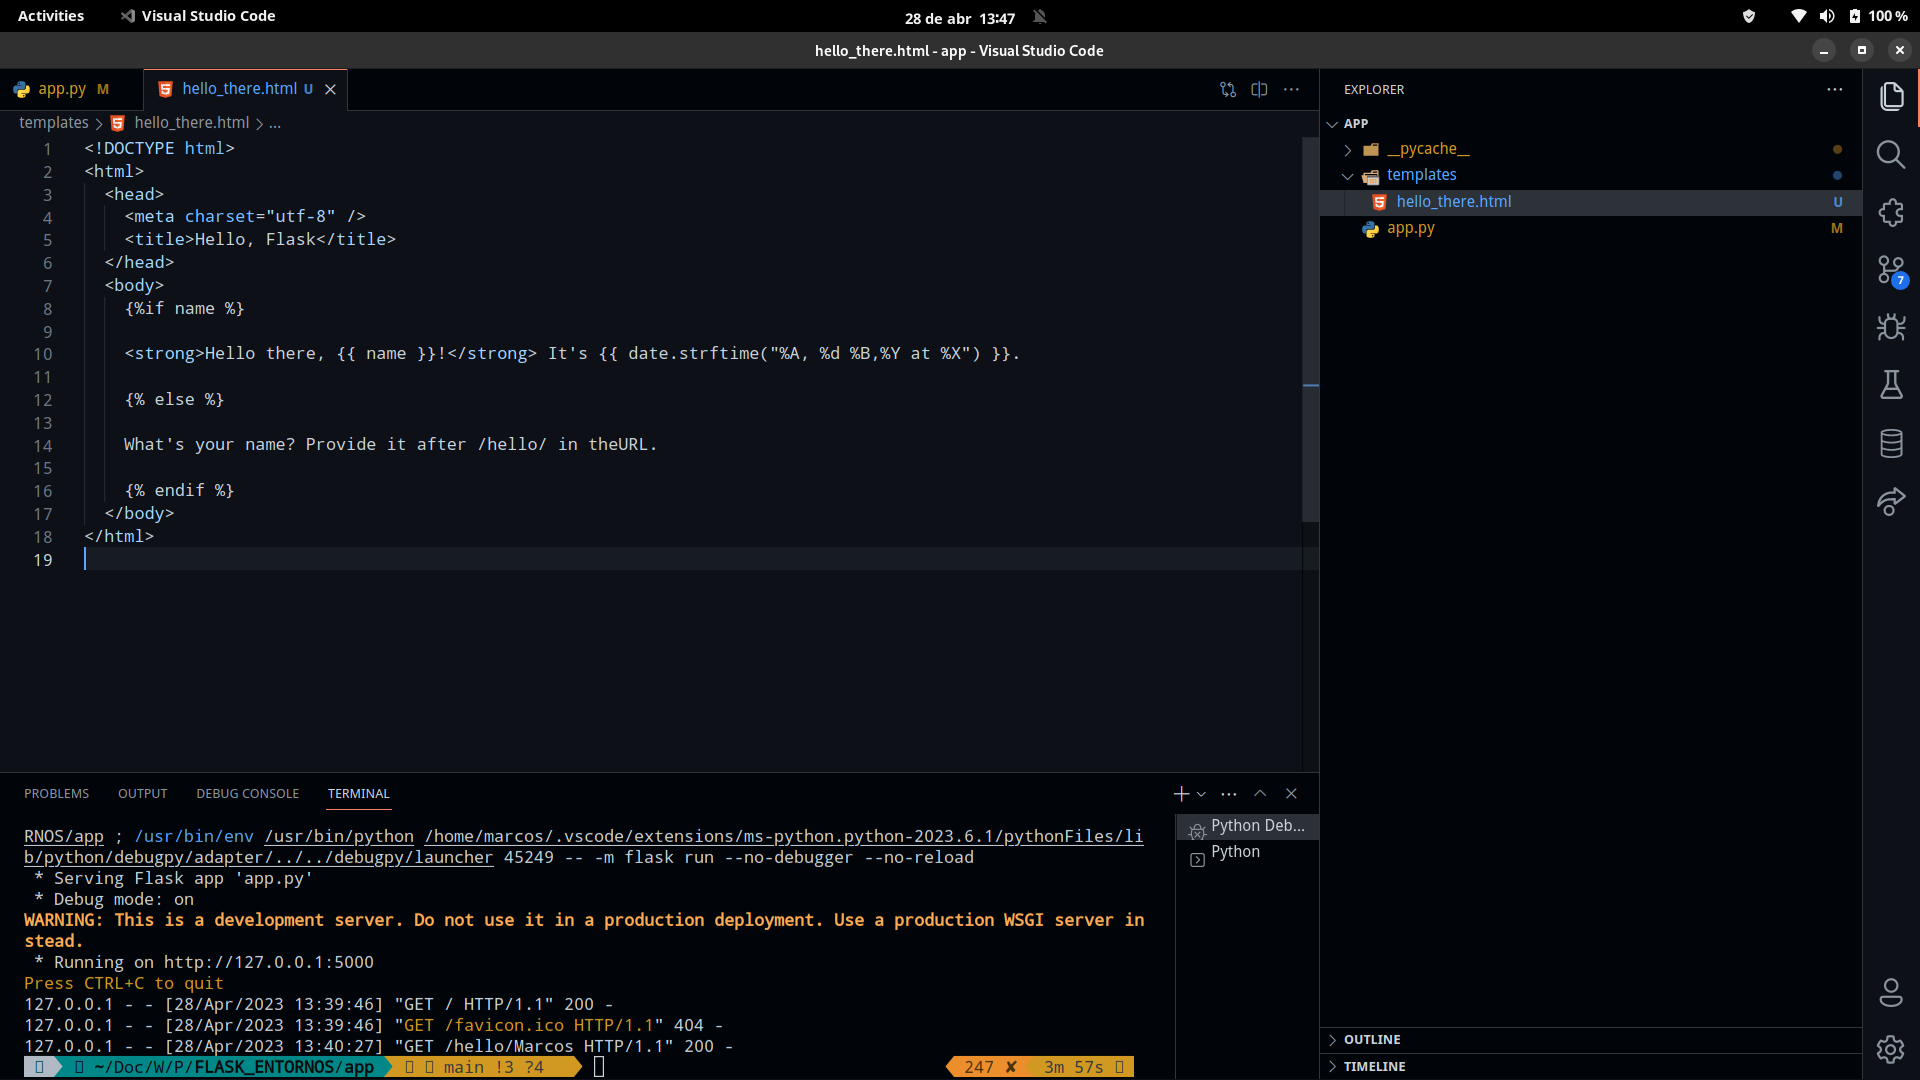 Activities
Visual Studio Code
28 de abr 13:47
100 %
hello_there.html - app - Visual Studio Code
app.py M
hello_there.html U
templates > hello_there.html > ...
1 <!DOCTYPE html>
2 <html>
3 <head>
4 <meta charset="utf-8" />
5 <title>Hello, Flask</title>
6 </head>
7 <body>
8 {%if name %}
9
10 <strong>Hello there, {{ name }}!</strong> It's {{ date.strftime("%A, %d %B,%Y at %X") }}.
11
12 {% else %}
13
14 What's your name? Provide it after /hello/ in theURL.
15
16 {% endif %}
17 </body>
18 </html>
19
EXPLORER
APP
__pycache__
templates
hello_there.html U
app.py M
7
OUTLINE
TIMELINE
PROBLEMS OUTPUT DEBUG CONSOLE TERMINAL
RNOS/app ; /usr/bin/env /usr/bin/python /home/marcos/.vscode/extensions/ms-python.python-2023.6.1/pythonFiles/li
b/python/debugpy/adapter/../../debugpy/launcher 45249 -- -m flask run --no-debugger --no-reload
* Serving Flask app 'app.py'
* Debug mode: on
WARNING: This is a development server. Do not use it in a production deployment. Use a production WSGI server in
stead.
* Running on http://127.0.0.1:5000
Press CTRL+C to quit
127.0.0.1 - - [28/Apr/2023 13:39:46] "GET / HTTP/1.1" 200 -
127.0.0.1 - - [28/Apr/2023 13:39:46] "GET /favicon.ico HTTP/1.1" 404 -
127.0.0.1 - - [28/Apr/2023 13:40:27] "GET /hello/Marcos HTTP/1.1" 200 -
~/Doc/W/P/FLASK_ENTORNOS/app main !3 ?4 247 ✘ 3m 57s
Python Deb...
Python